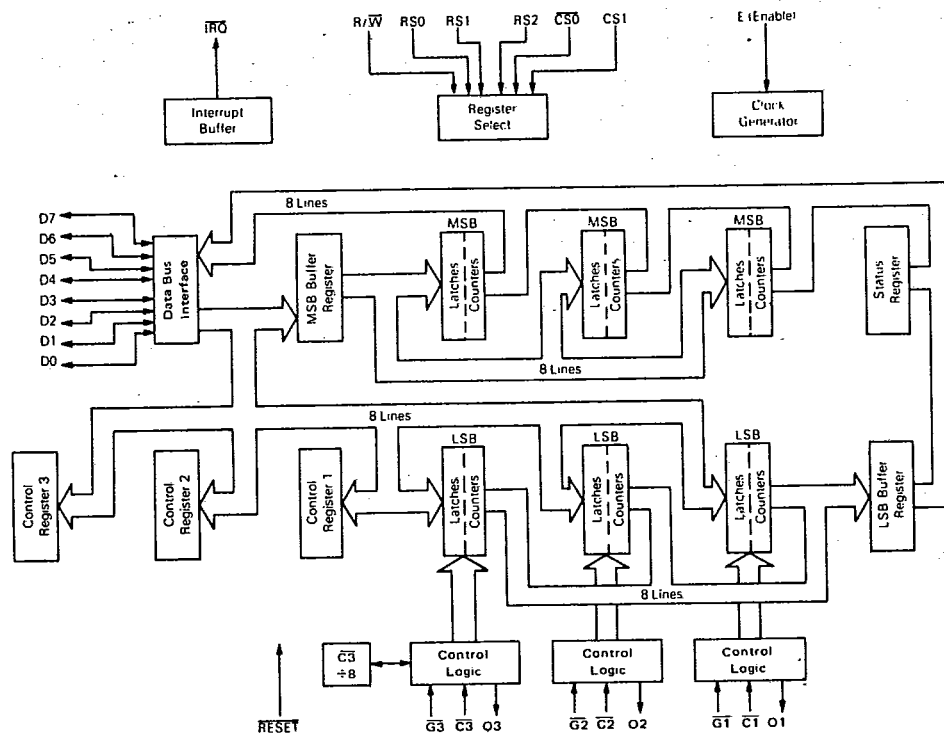 IRQ
R/W RS0 RS1 RS2 CS0 CS1
E (Enable)
Interrupt
Buffer
Register
Select
Clock
Generator
8 Lines
D7
D6
D5
D4
D3
D2
D1
D0
Data Bus
Interface
MSB Buffer
Register
MSB
Latches
Counters
MSB
Latches
Counters
MSB
Latches
Counters
Status
Register
8 Lines
8 Lines
Control
Register 3
Control
Register 2
Control
Register 1
LSB
Latches
Counters
LSB
Latches
Counters
LSB
Latches
Counters
LSB Buffer
Register
8 Lines
C3
÷8
Control
Logic
Control
Logic
Control
Logic
RESET
G3 C3 O3
G2 C2 O2
G1 C1 O1